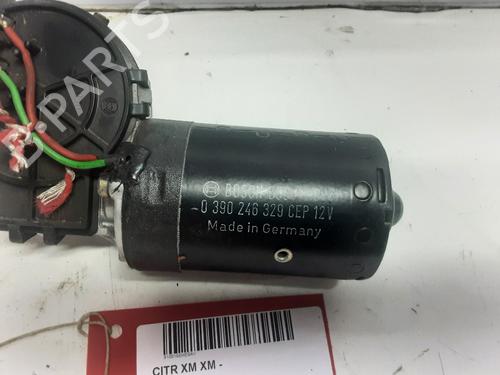 BOSCH
0 390 246 329 CEP 12V
Made in Germany
CITR XM XM -